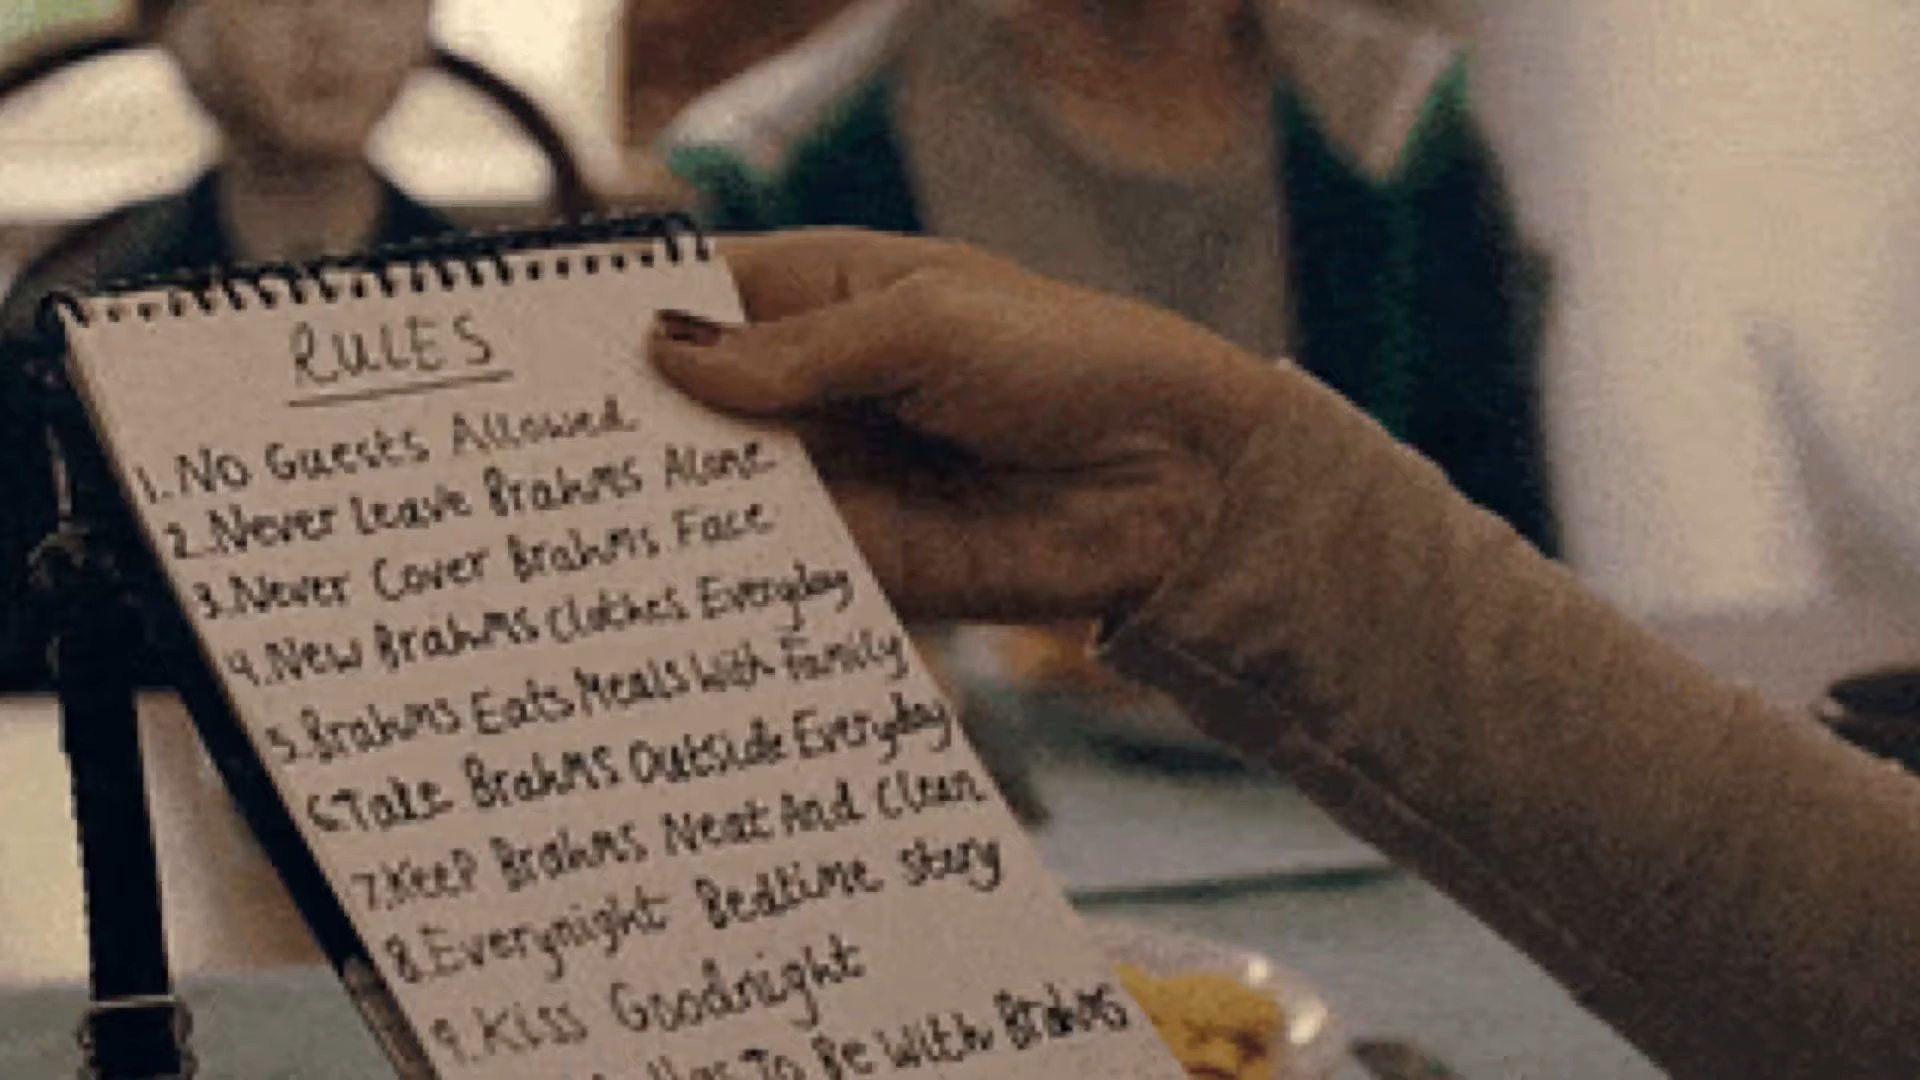 RULES
1. No Guests Allowed
2. Never Leave Brahms Alone
3. Never Cover Brahms Face
4. New Brahms clothes Everyday
5. Brahms Eats Meals With Family
6 Take Brahms Outside Everyday
7. Keep Brahms Neat And Clean
8. Everynight Bedtime story
9. Kiss Goodnight
Has To Be With Brahms